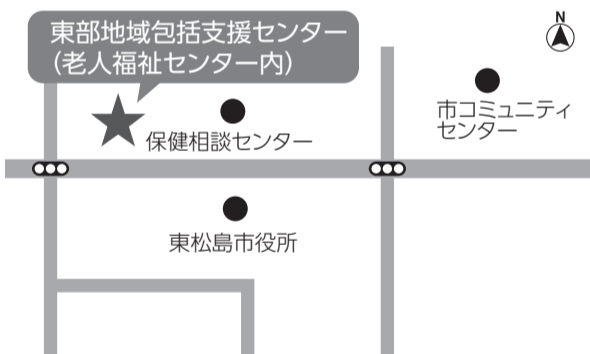 東部地域包括支援センター
(老人福祉センター内)
N
市コミュニティ
センター
保健相談センター
東松島市役所